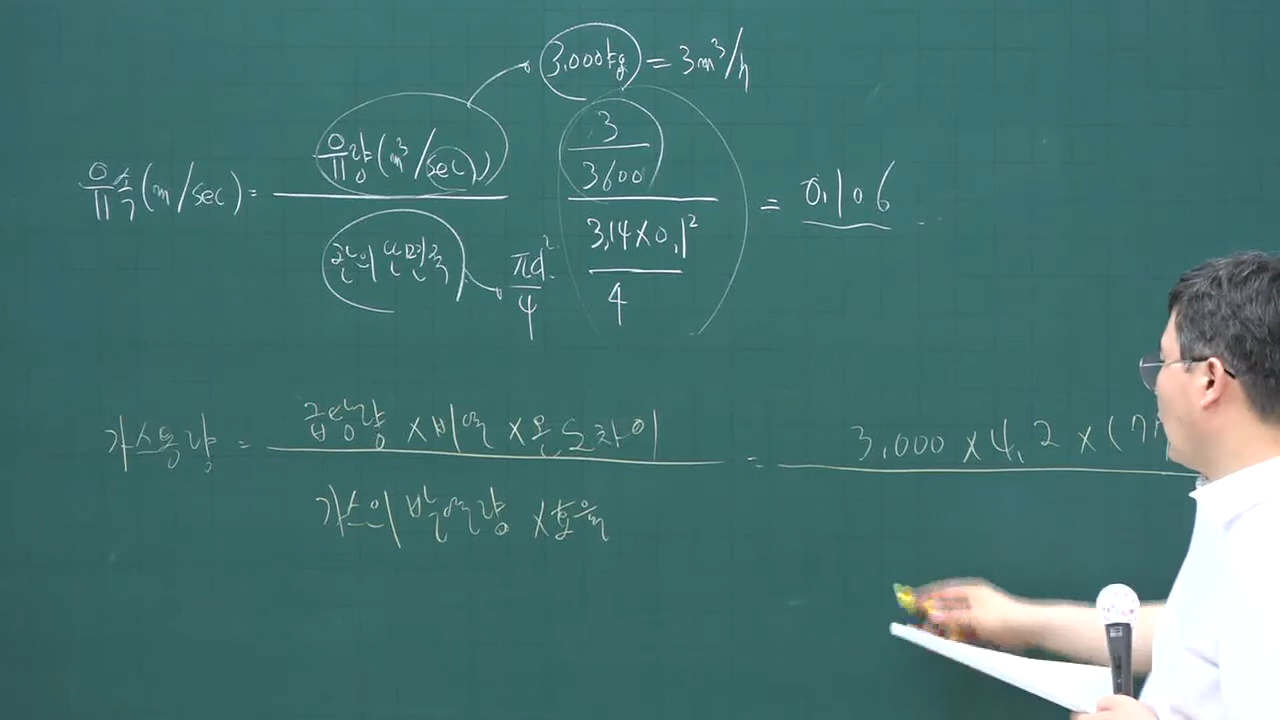 3,000kg = 3m³/h
유속(m/sec) = 유량(m³/sec) / 관의 단면적 πd²/4 (3/3600) / (3.14×0.1²/4) = 0.106
가스용량 = 급탕량 × 비열 × 온도차이 / 가스의 발열량 × 효율 = 3,000 × 4.2 × (